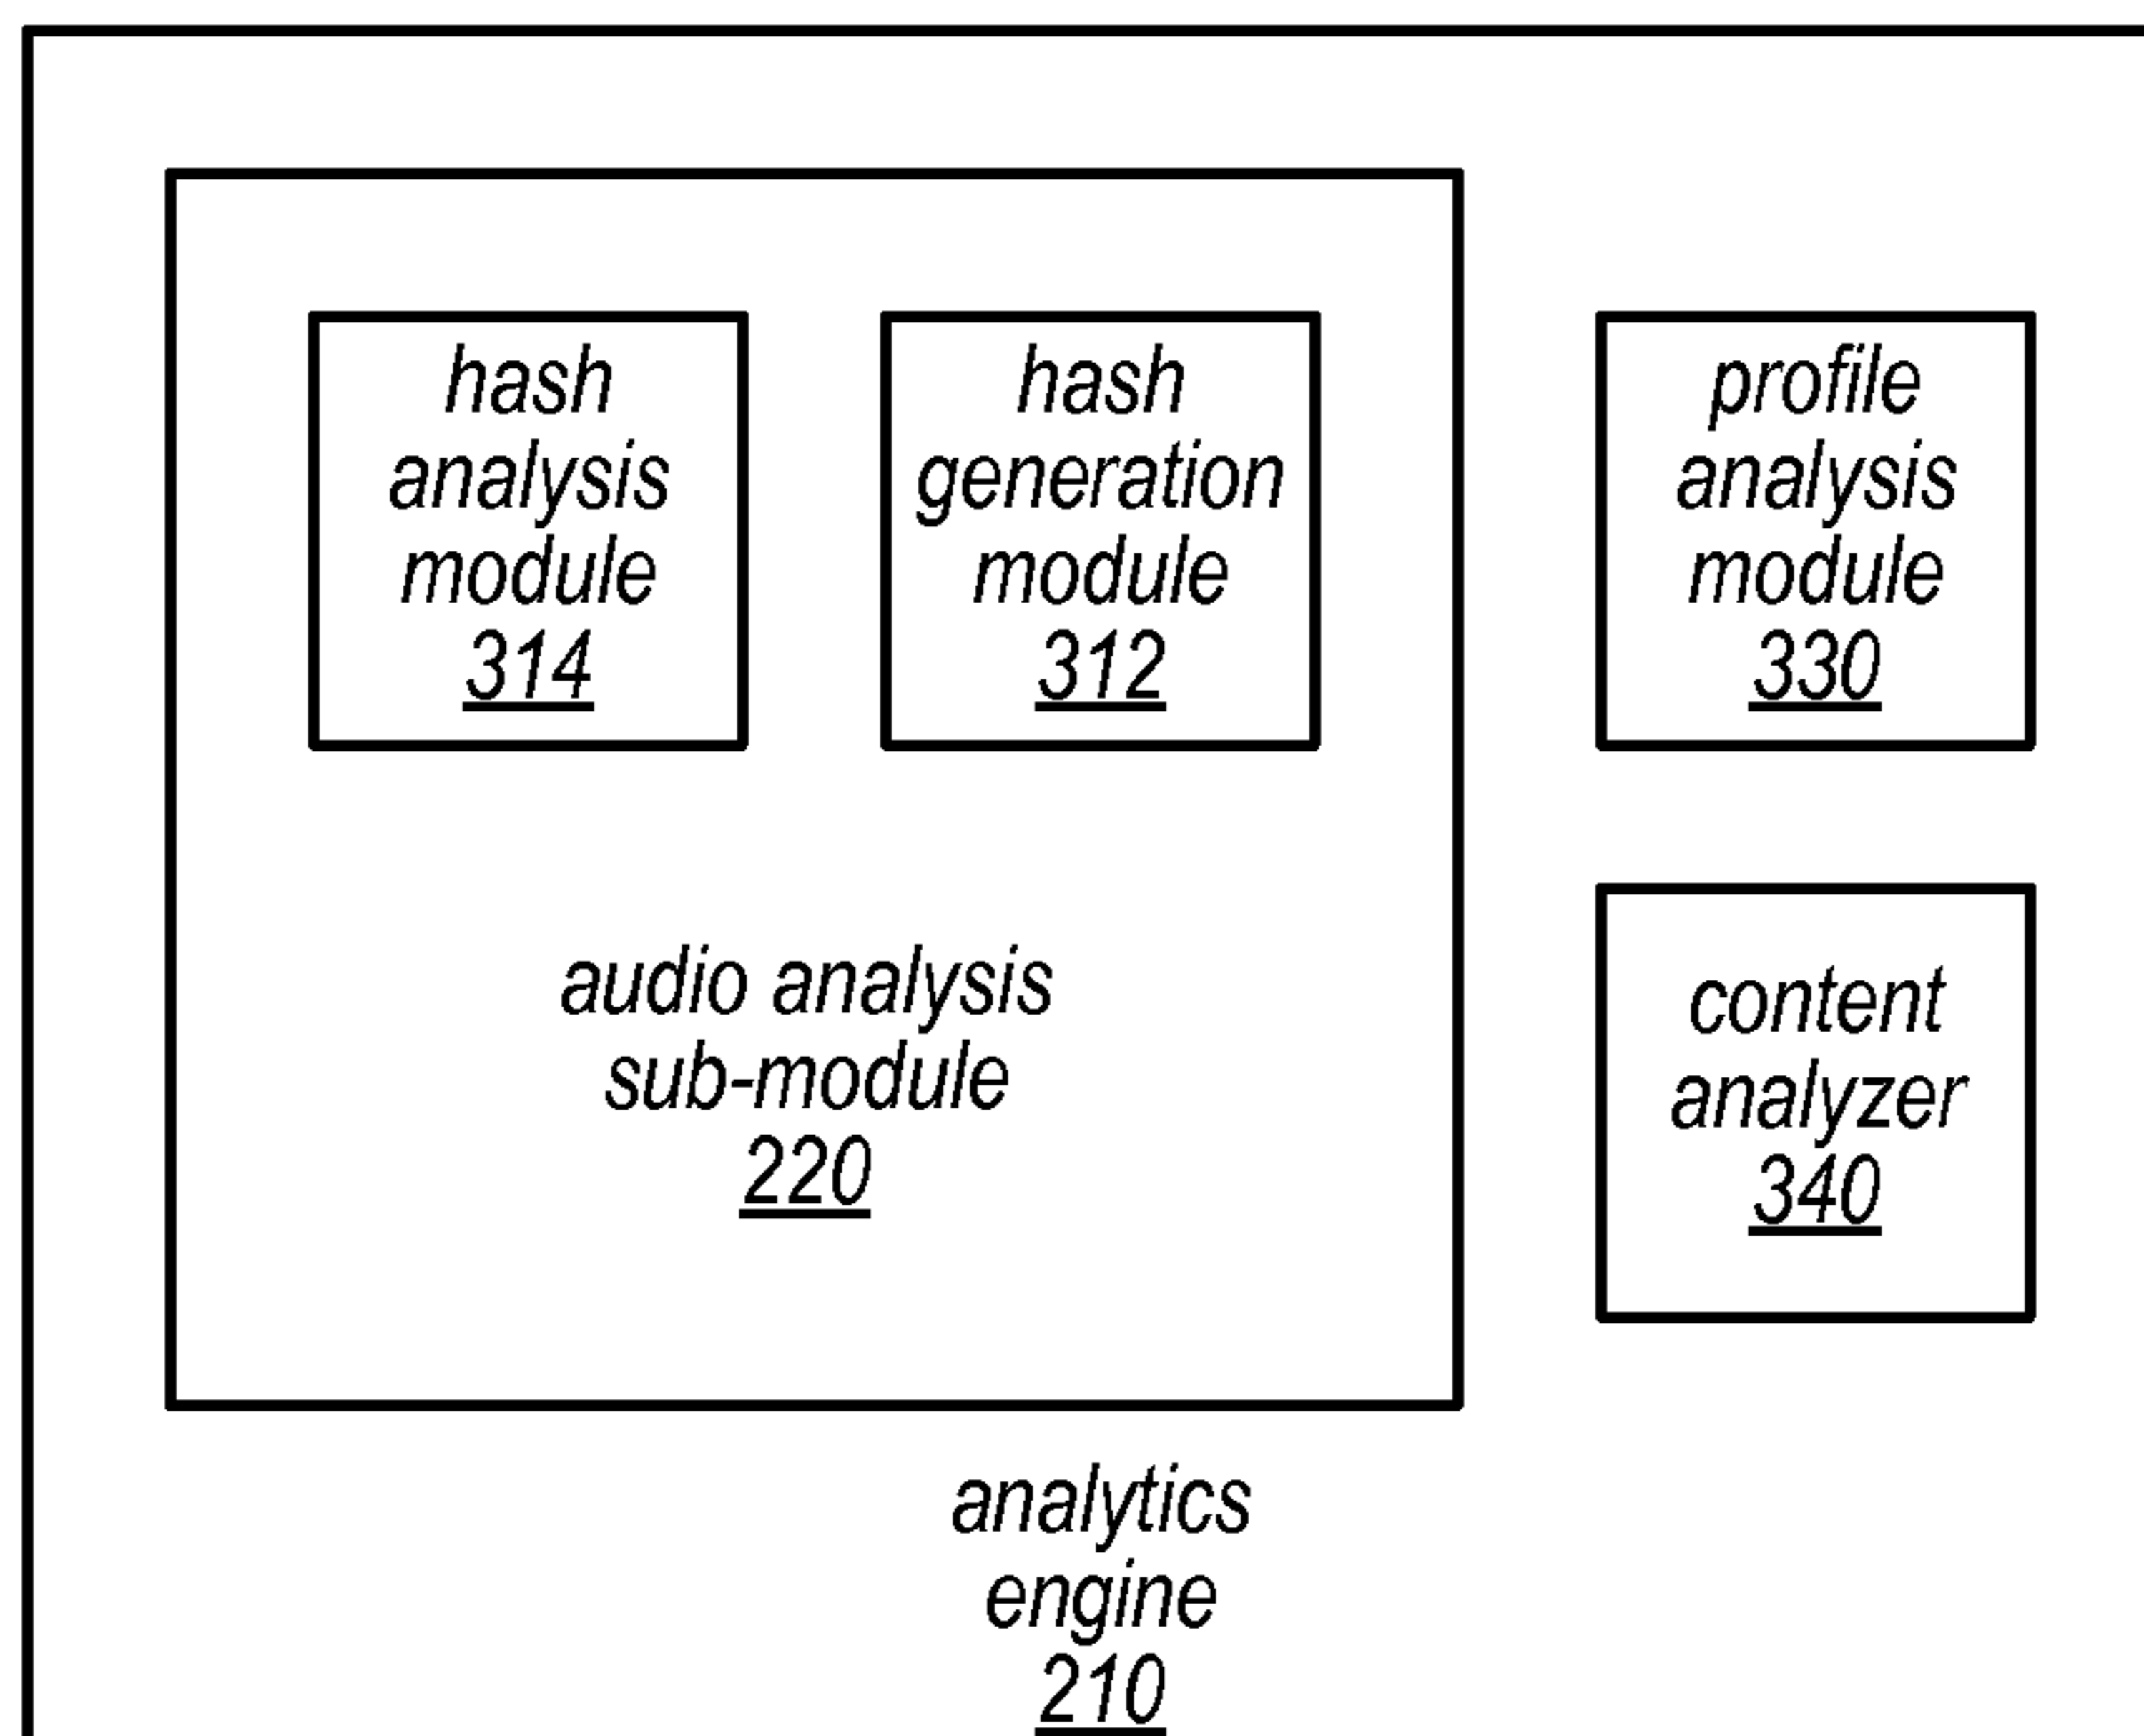 hash
analysis
module
314
hash
generation
module
312
profile
analysis
module
330
audio analysis
sub-module
220
content
analyzer
340
analytics
engine
210